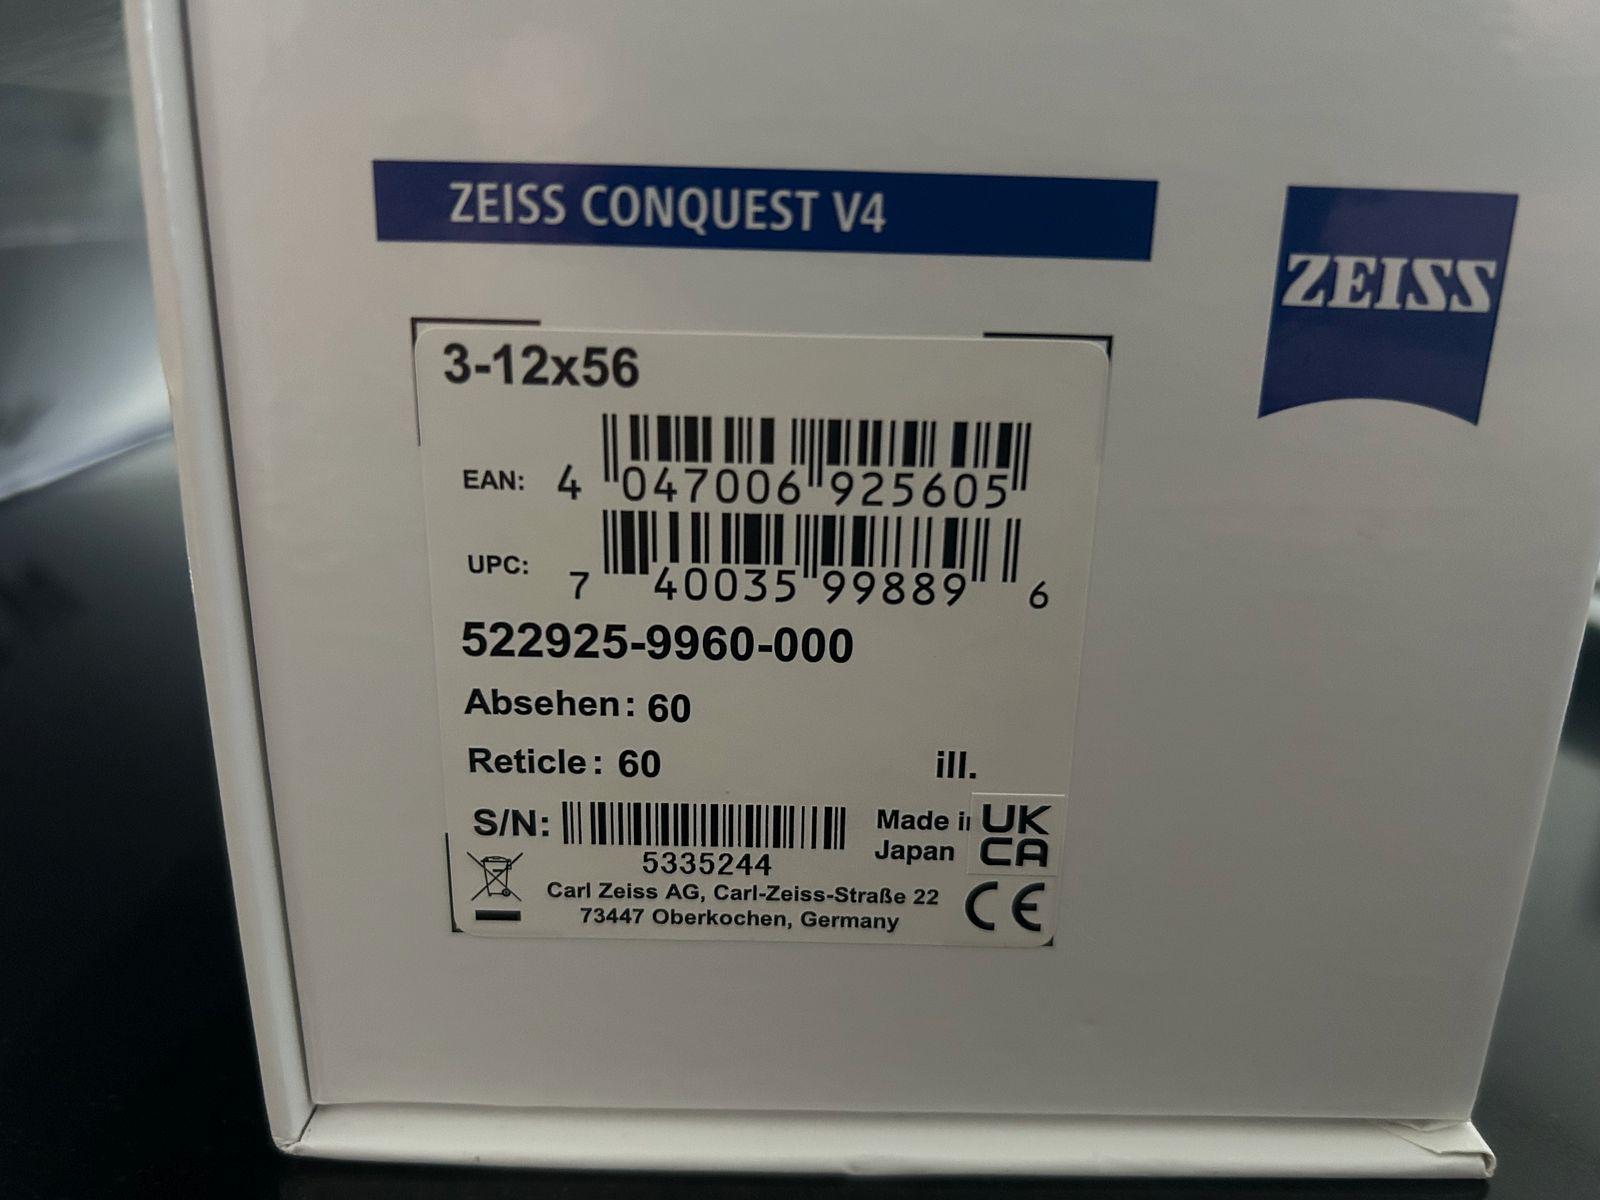 ZEISS CONQUEST V4
ZEISS
3-12x56
EAN: 4 047006 925605
UPC: 7 40035 99889 6
522925-9960-000
Absehen: 60
Reticle: 60 ill.
S/N:
5335244
Made i
Japan
UK
CA
Carl Zeiss AG, Carl-Zeiss-Straße 22
73447 Oberkochen, Germany
CE